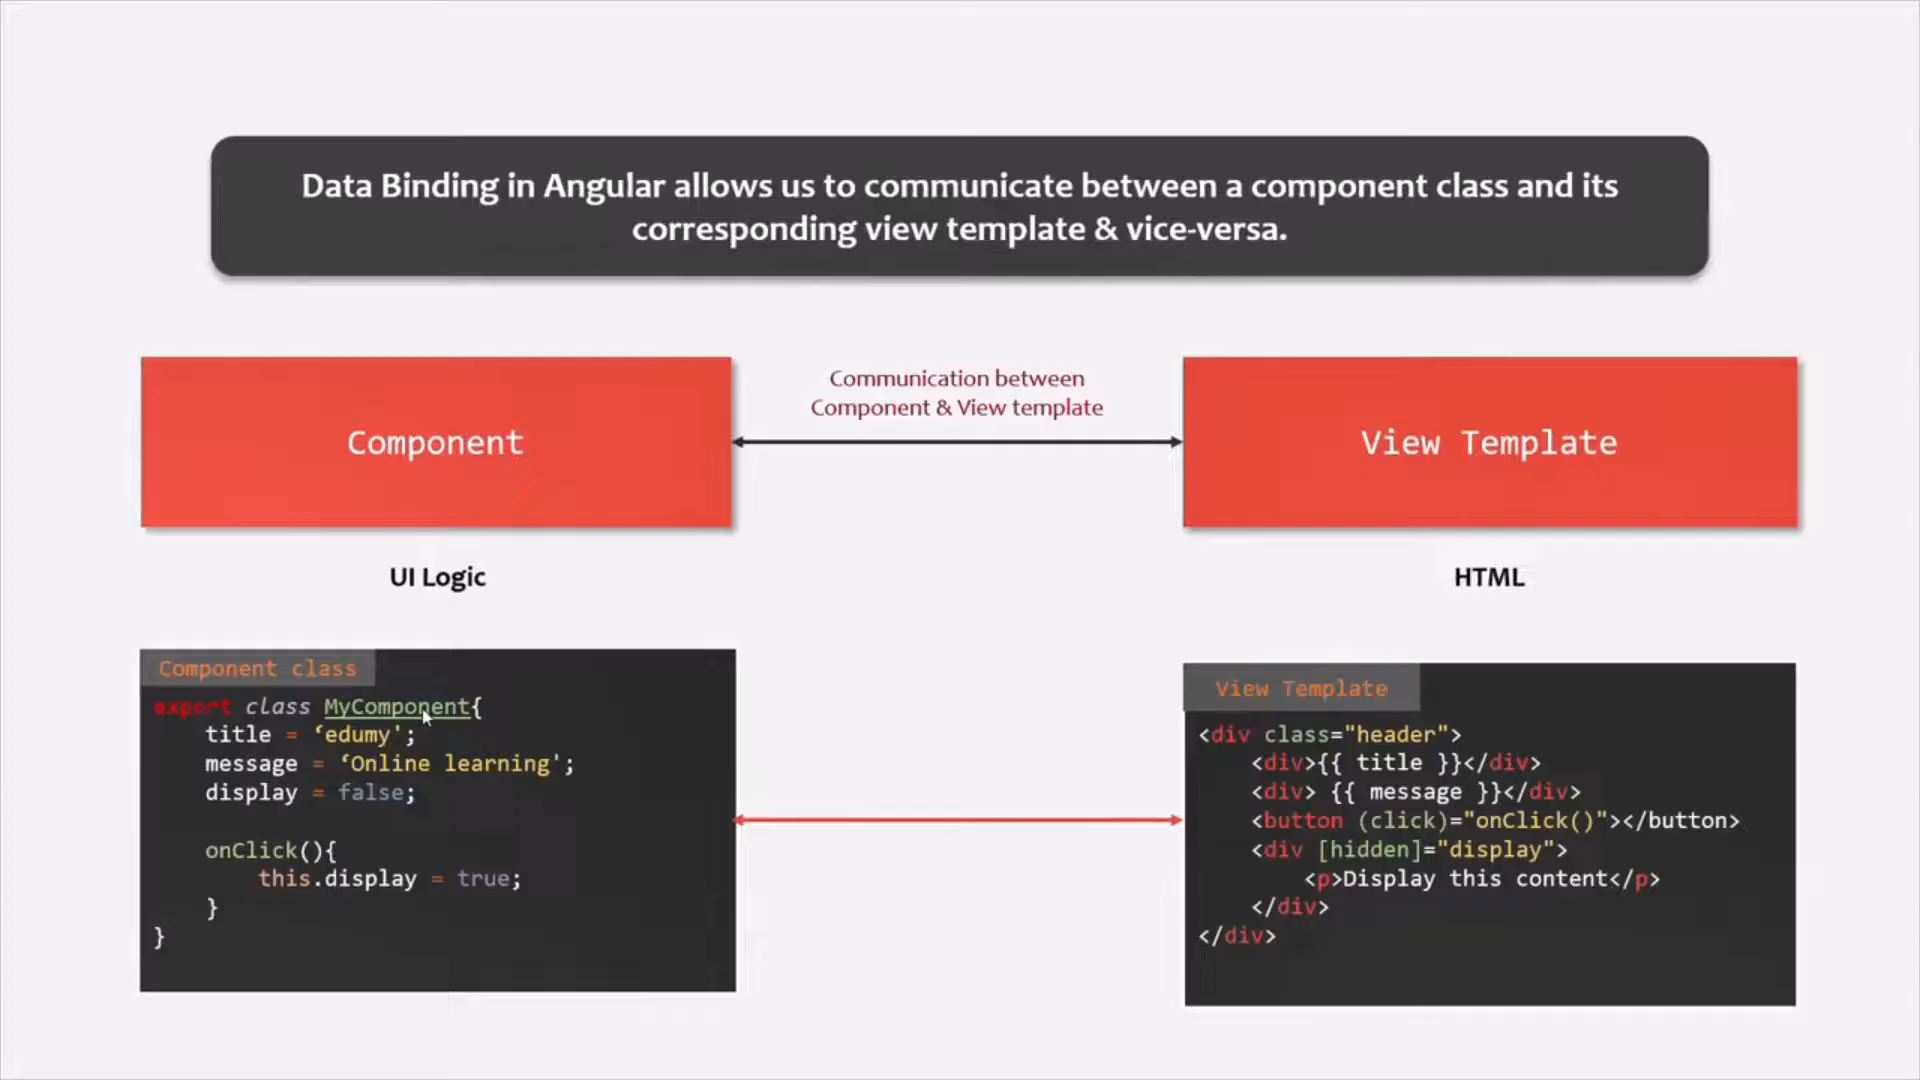 Data Binding in Angular allows us to communicate between a component class and its
corresponding view template & vice-versa.
Component
Communication between
Component & View template
View Template
UI Logic
HTML
Component class
export class MyComponent{
title = ‘edumy';
message = ‘Online learning';
display = false;
onClick(){
this.display = true;
}
}
View Template
<div class="header">
<div>{{ title }}</div>
<div> {{ message }}</div>
<button (click)="onClick()"></button>
<div [hidden]="display">
<p>Display this content</p>
</div>
</div>